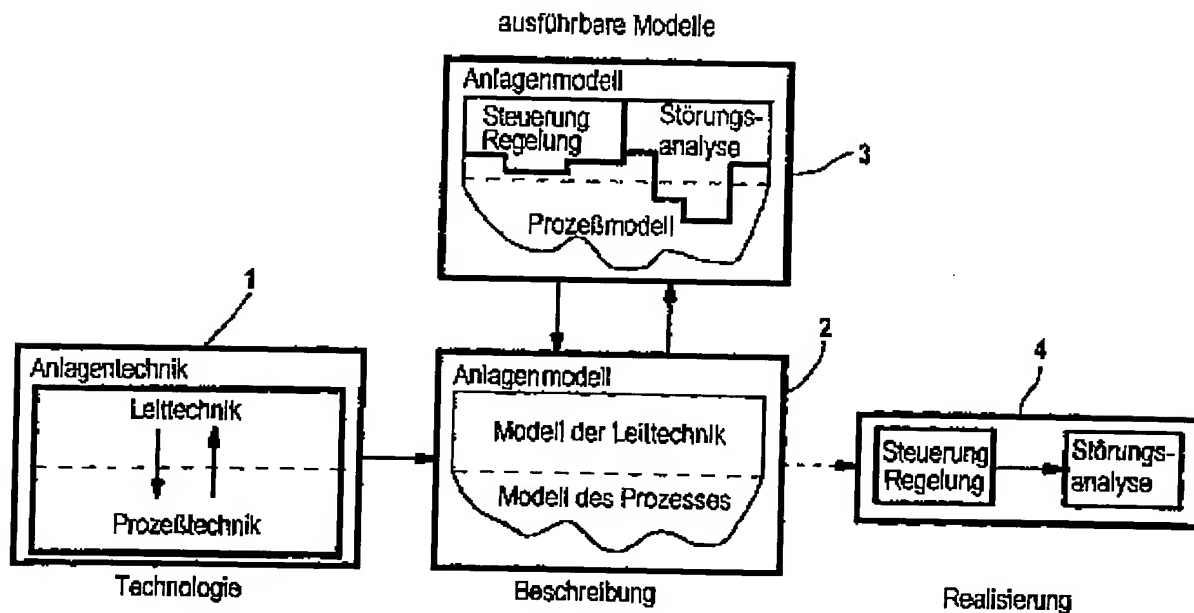 ausführbare Modelle
Anlagenmodell
Steuerung
Regelung
Störungs-
analyse
Prozeßmodell
3
1
Anlagentechnik
Leittechnik
Prozeßtechnik
Technologie
2
Anlagenmodell
Modell der Leittechnik
Modell des Prozesses
Beschreibung
4
Steuerung
Regelung
Störungs-
analyse
Realisierung